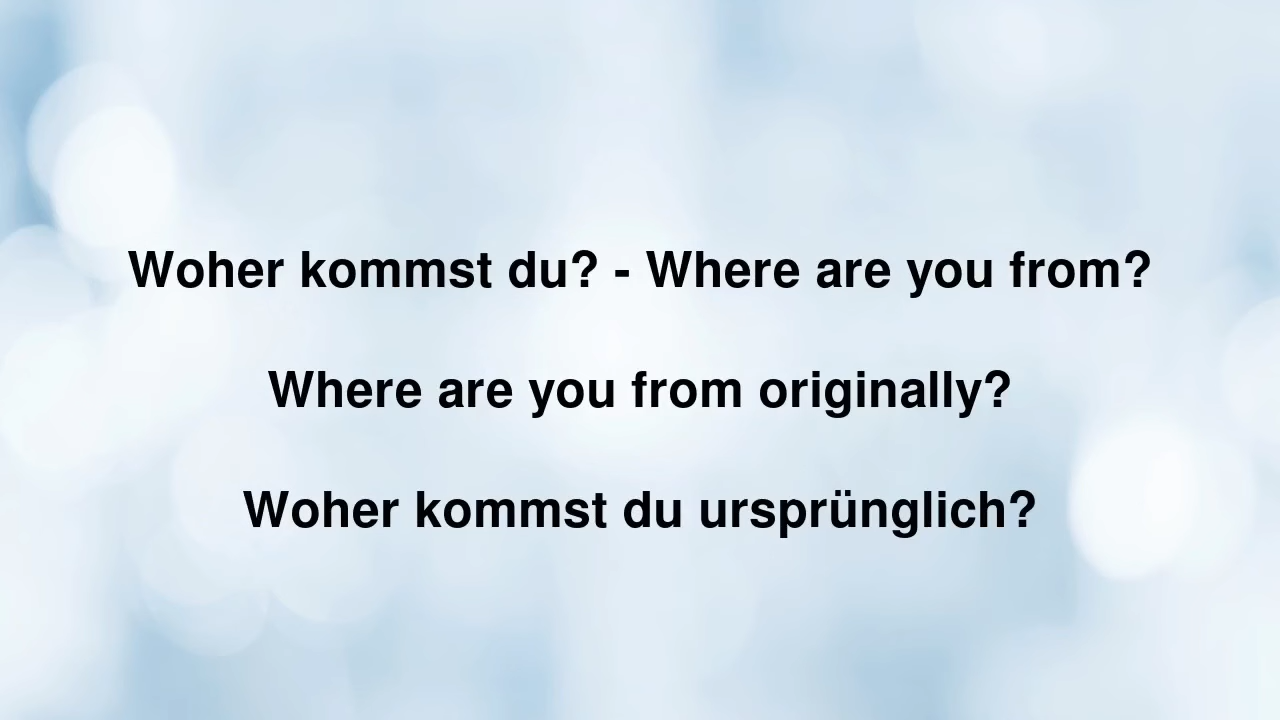 Woher kommst du? - Where are you from?
Where are you from originally?
Woher kommst du ursprünglich?